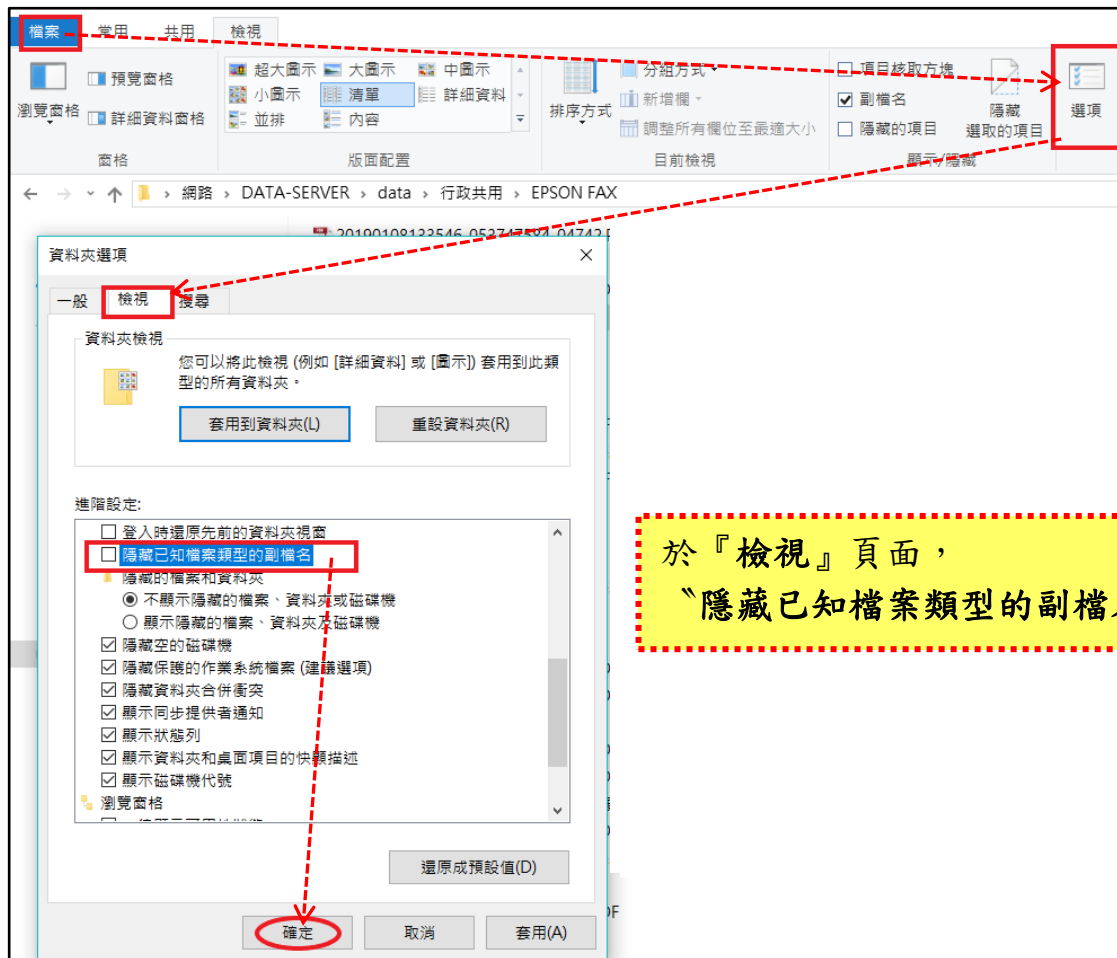 檔案 常用 共用 檢視
預覽窗格
瀏覽窗格
詳細資料窗格
超大圖示 大圖示 中圖示
小圖示 清單 詳細資料
並排 內容
排序方式
分組方式
新增欄
調整所有欄位至最適大小
項目核取方塊
副檔名
隱藏的項目
隱藏
選取的項目
選項
窗格 版面配置 目前檢視 顯示/隱藏
網路 › DATA-SERVER › data › 行政共用 › EPSON FAX
20190108133546_053747584_04742
資料夾選項
一般 檢視 搜尋
資料夾檢視
您可以將此檢視 (例如 [詳細資料] 或 [圖示]) 套用到此類
型的所有資料夾。
套用到資料夾(L) 重設資料夾(R)
進階設定:
登入時還原先前的資料夾視窗
隱藏已知檔案類型的副檔名
隱藏的檔案和資料夾
不顯示隱藏的檔案、資料夾或磁碟機
顯示隱藏的檔案、資料夾及磁碟機
隱藏空的磁碟機
隱藏保護的作業系統檔案 (建議選項)
隱藏資料夾合併衝突
顯示同步提供者通知
顯示狀態列
顯示資料夾和桌面項目的快顯描述
顯示磁碟機代號
瀏覽窗格
還原成預設值(D)
確定 取消 套用(A)
於『檢視』頁面，
〝隱藏已知檔案類型的副檔